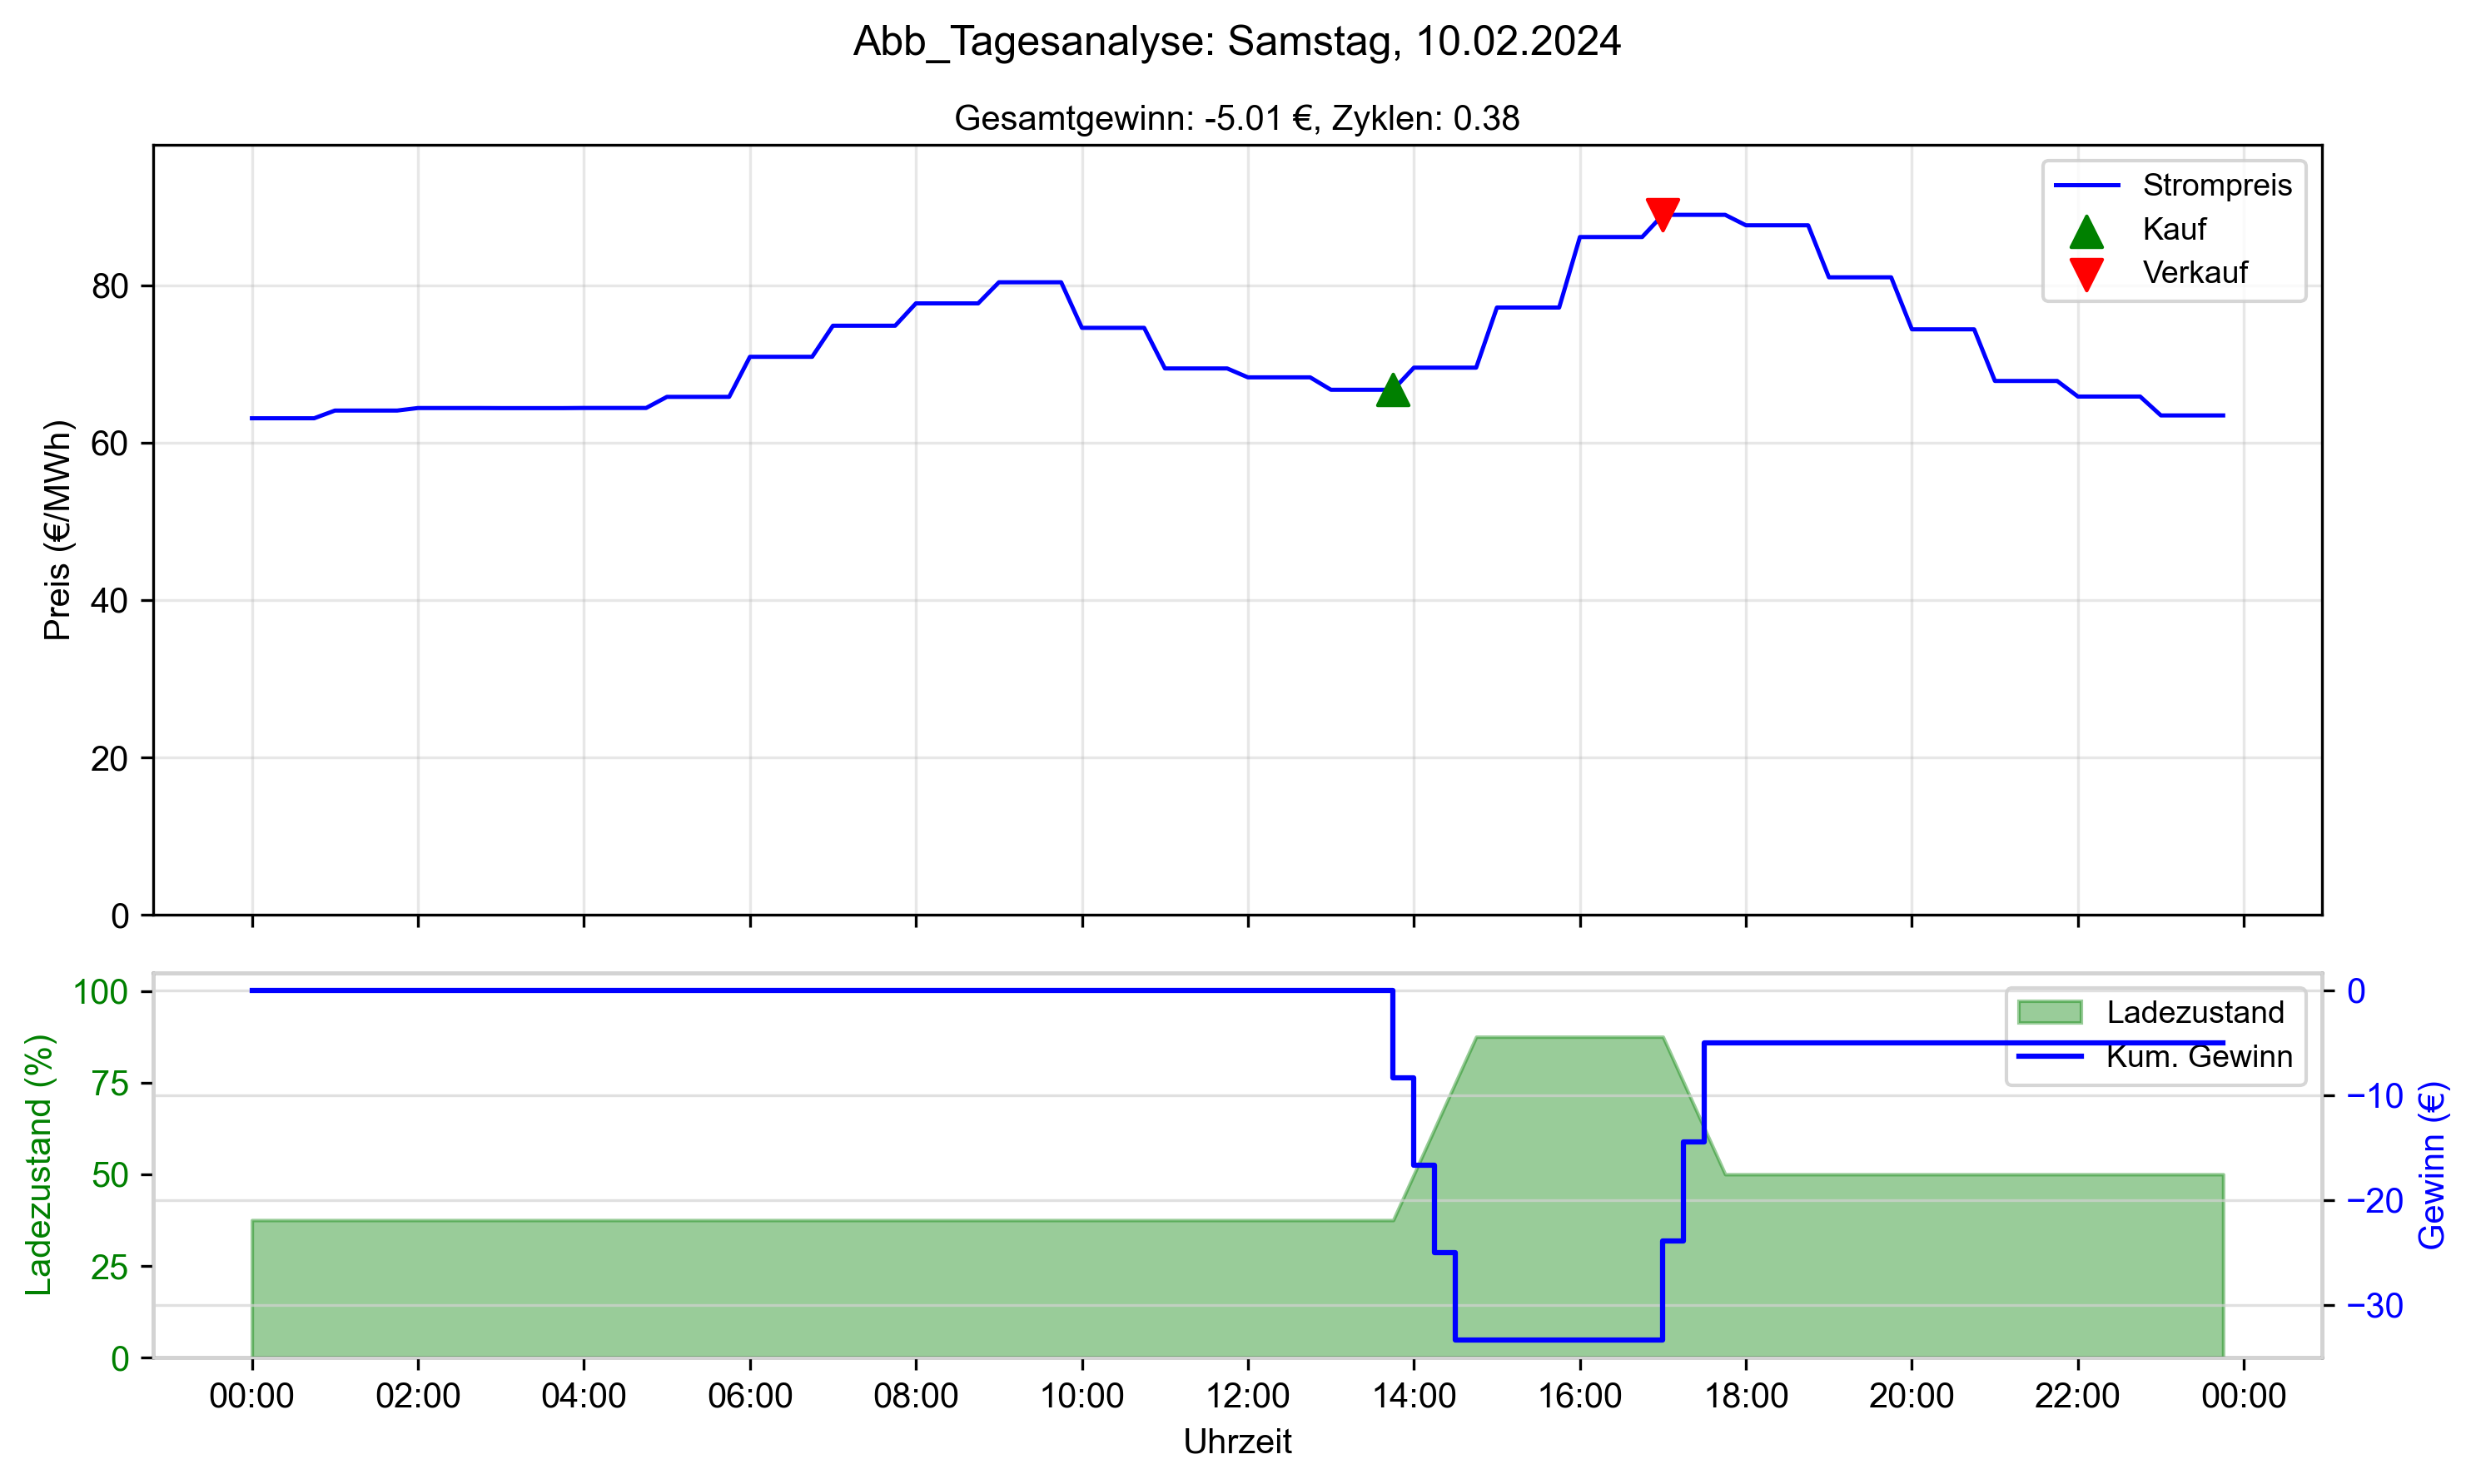 Abb_Tagesanalyse: Samstag, 10.02.2024
Gesamtgewinn: -5.01 €, Zyklen: 0.38
Preis (€/MWh)
80
60
40
20
0
Strompreis
Kauf
Verkauf
Ladezustand (%)
100
75
50
25
0
Ladezustand
Kum. Gewinn
0
−10
−20
−30
Gewinn (€)
00:00 02:00 04:00 06:00 08:00 10:00 12:00 14:00 16:00 18:00 20:00 22:00 00:00
Uhrzeit